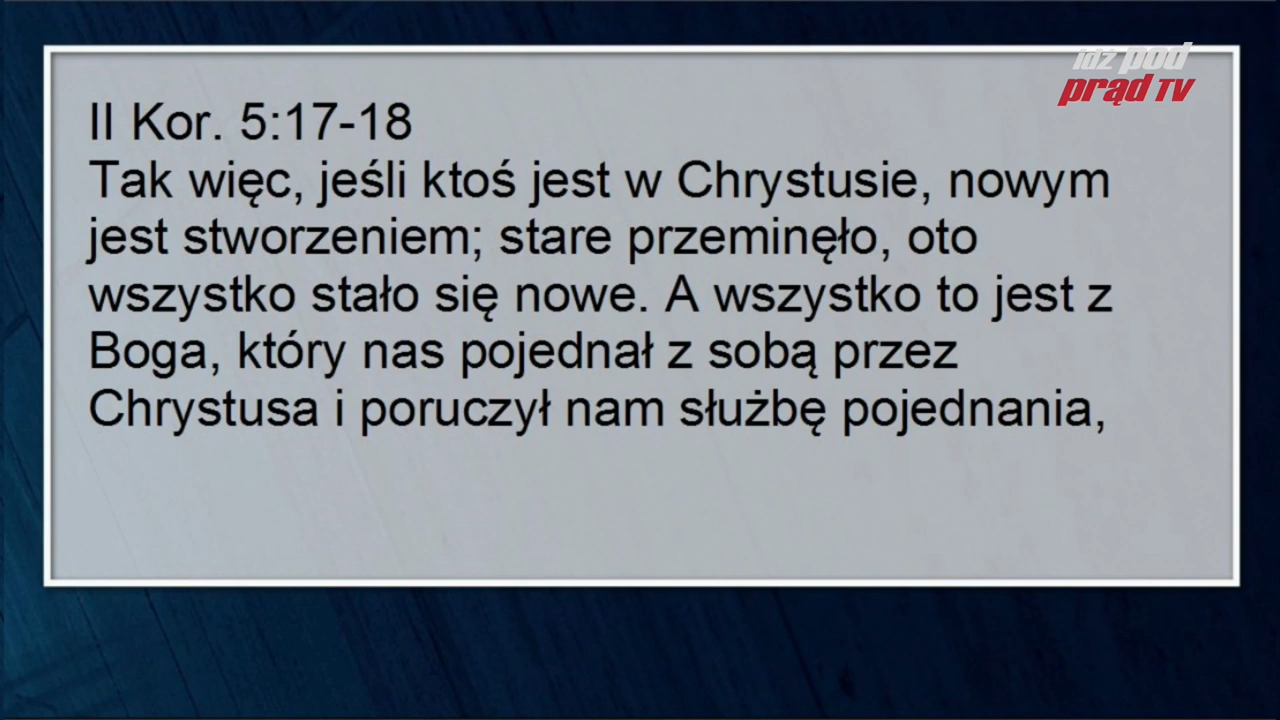 idź pod
prąd TV
II Kor. 5:17-18
Tak więc, jeśli ktoś jest w Chrystusie, nowym
jest stworzeniem; stare przeminęło, oto
wszystko stało się nowe. A wszystko to jest z
Boga, który nas pojednał z sobą przez
Chrystusa i poruczył nam służbę pojednania,